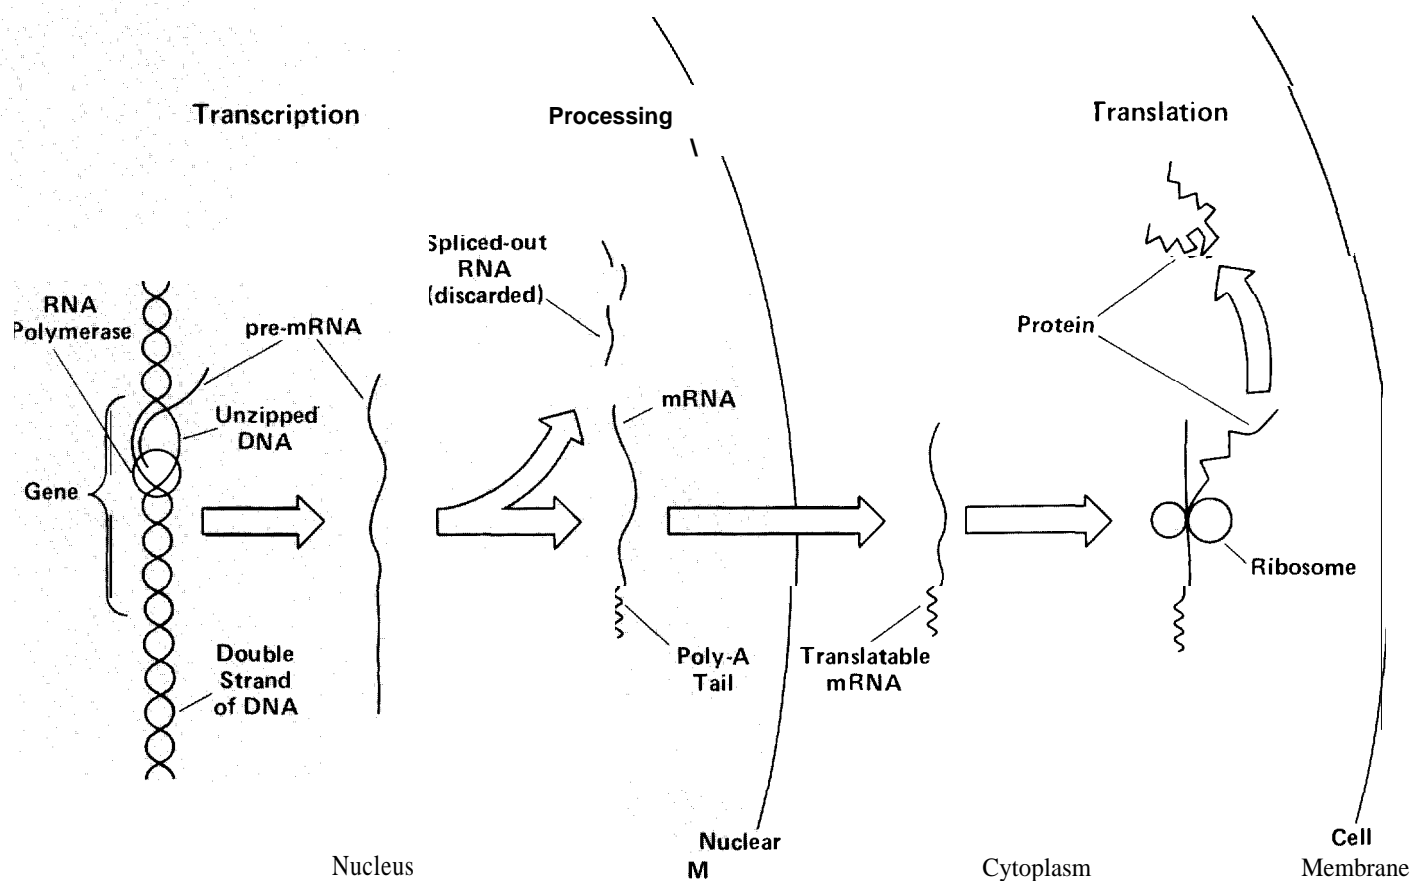 Transcription
Processing
Translation
Spliced-out
RNA
(discarded)
RNA
Polymerase
pre-mRNA
Protein
mRNA
Unzipped
DNA
Gene
Ribosome
Double
Strand
of DNA
Poly-A
Tail
Translatable
mRNA
Nuclear
M
Cell
Membrane
Nucleus
Cytoplasm